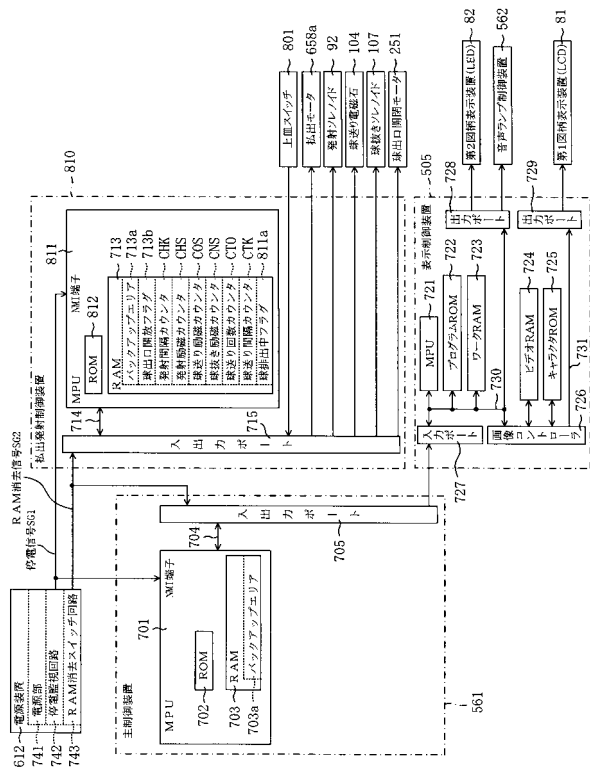 612
電源装置
741
電源部
742
停電監視回路
743
RAM消去スイッチ回路
停電信号SG1
RAM消去信号SG2
払出発射制御装置
810
811
MPU
NMI端子
ROM
812
RAM
713
バックアップエリア
713a
球出口開放フラグ
713b
発射間隔カウンタ
CHK
発射励磁カウンタ
CHS
球送り励磁カウンタ
COS
球抜き励磁カウンタ
CNS
球送り回数カウンタ
CTO
球送り間隔カウンタ
CTK
球排出中フラグ
811a
714
入出力ポート
715
上皿スイッチ
801
払出モータ
658a
発射ソレノイド
92
球送り電磁石
104
球抜きソレノイド
107
球出口開閉モータ
251
主制御装置
561
MPU
701
NMI端子
ROM
702
RAM
703
バックアップエリア
703a
704
入出力ポート
705
表示制御装置
505
入力ポート
727
MPU
721
プログラムROM
722
ワークRAM
723
ビデオRAM
724
キャラクタROM
725
画像コントローラ
726
730
731
出力ポート
728
出力ポート
729
第2図柄表示装置(LED)
82
音声ランプ制御装置
562
第1図柄表示装置(LCD)
81